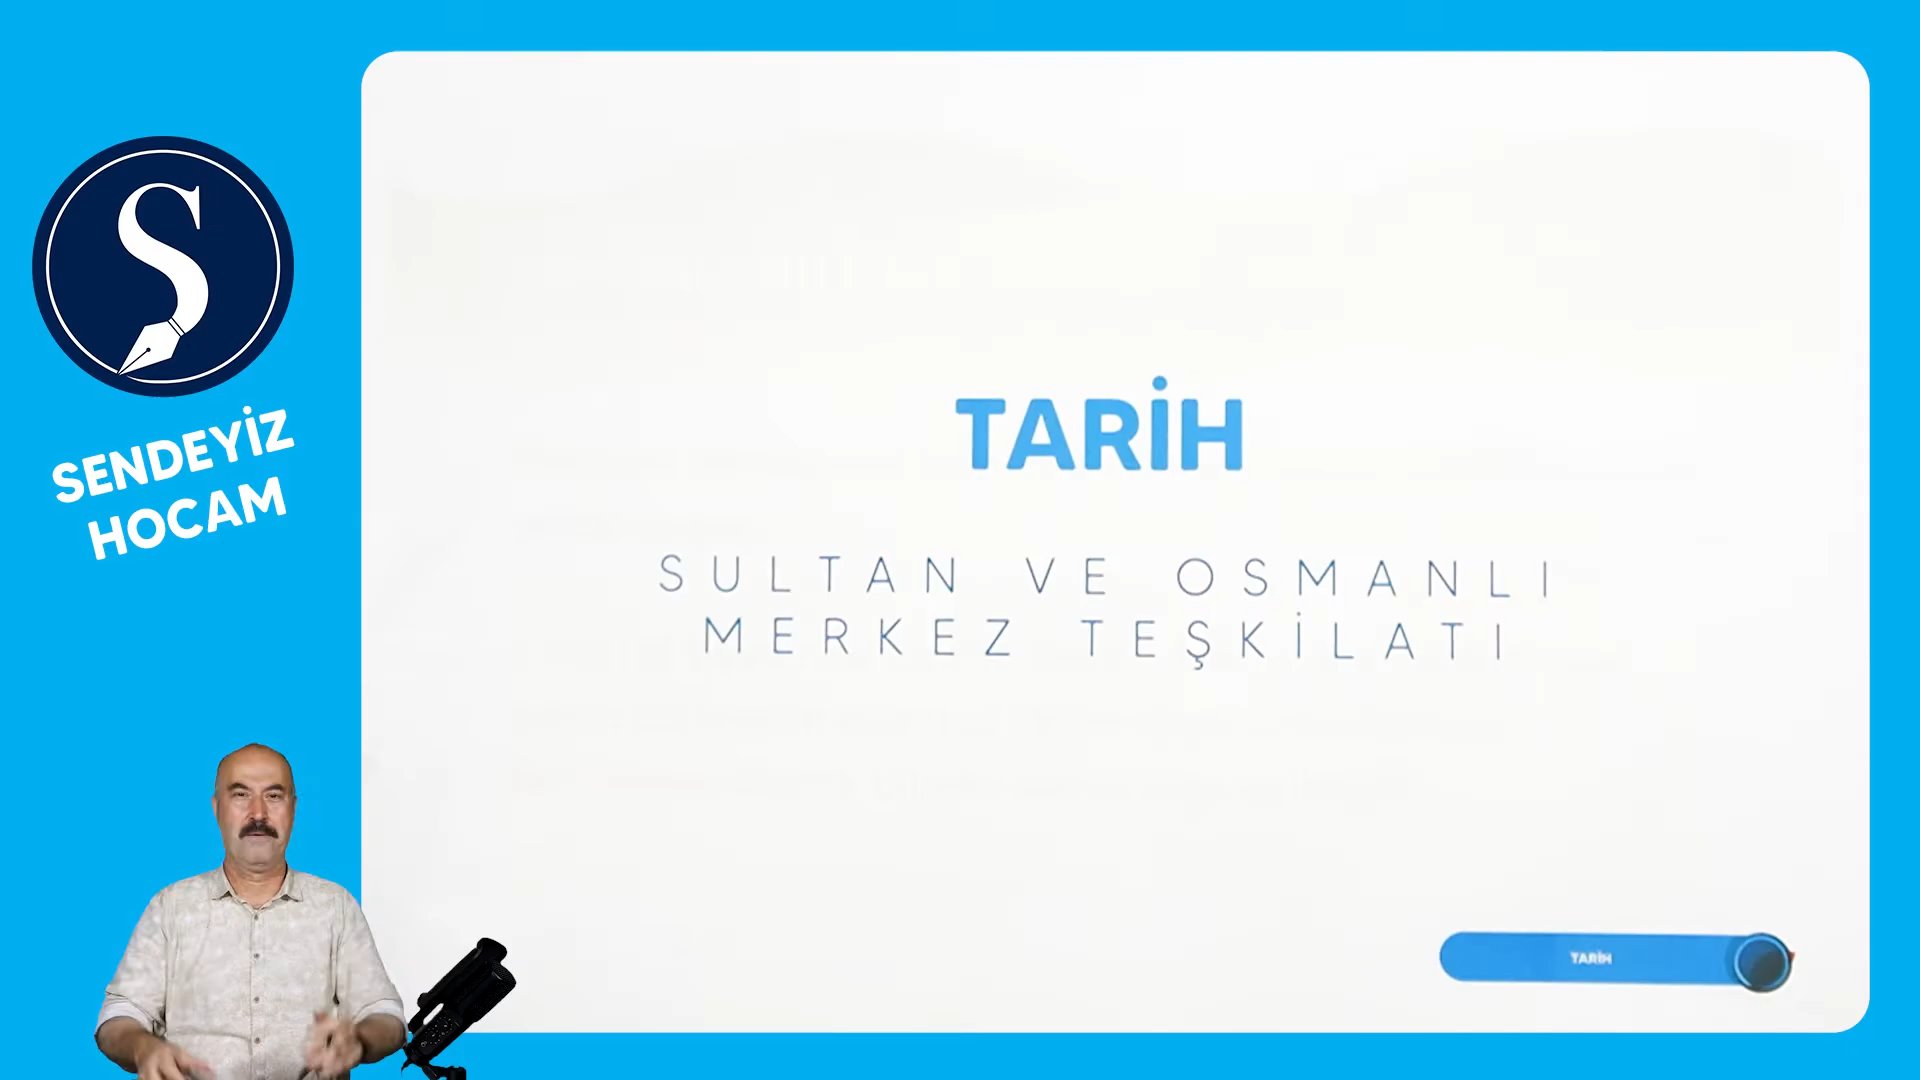 S
SENDEYİZ
HOCAM
TARİH
SULTAN VE OSMANLI
MERKEZ TEŞKİLATI
TARİH